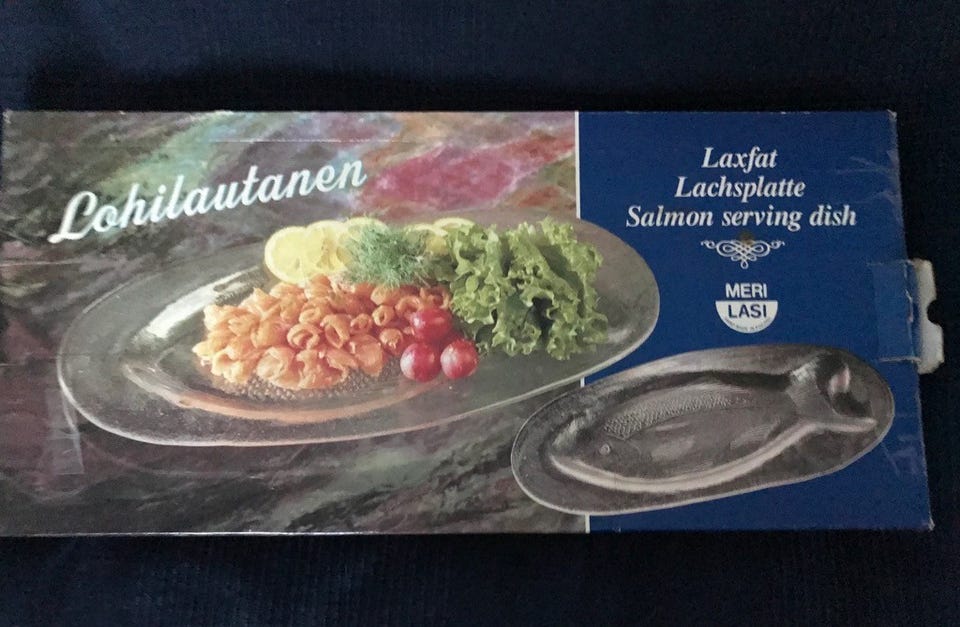 Lohilautanen
Laxfat
Lachsplatte
Salmon serving dish
MERI
LASI